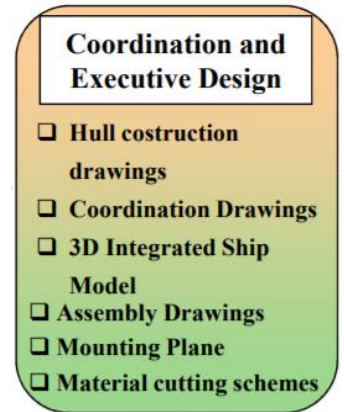 Coordination and
Executive Design
❑ Hull costruction
drawings
❑ Coordination Drawings
❑ 3D Integrated Ship
Model
❑ Assembly Drawings
❑ Mounting Plane
❑ Material cutting schemes